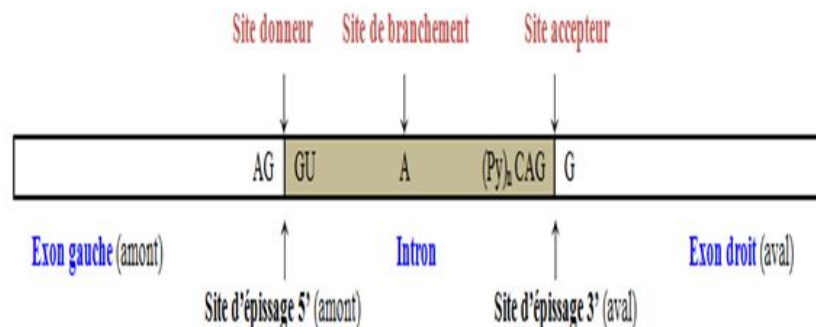 Site donneur Site de branchement Site accepteur
AG GU A (Py)n CAG G
Exon gauche (amont) Intron Exon droit (aval)
Site d'épissage 5' (amont) Site d'épissage 3' (aval)